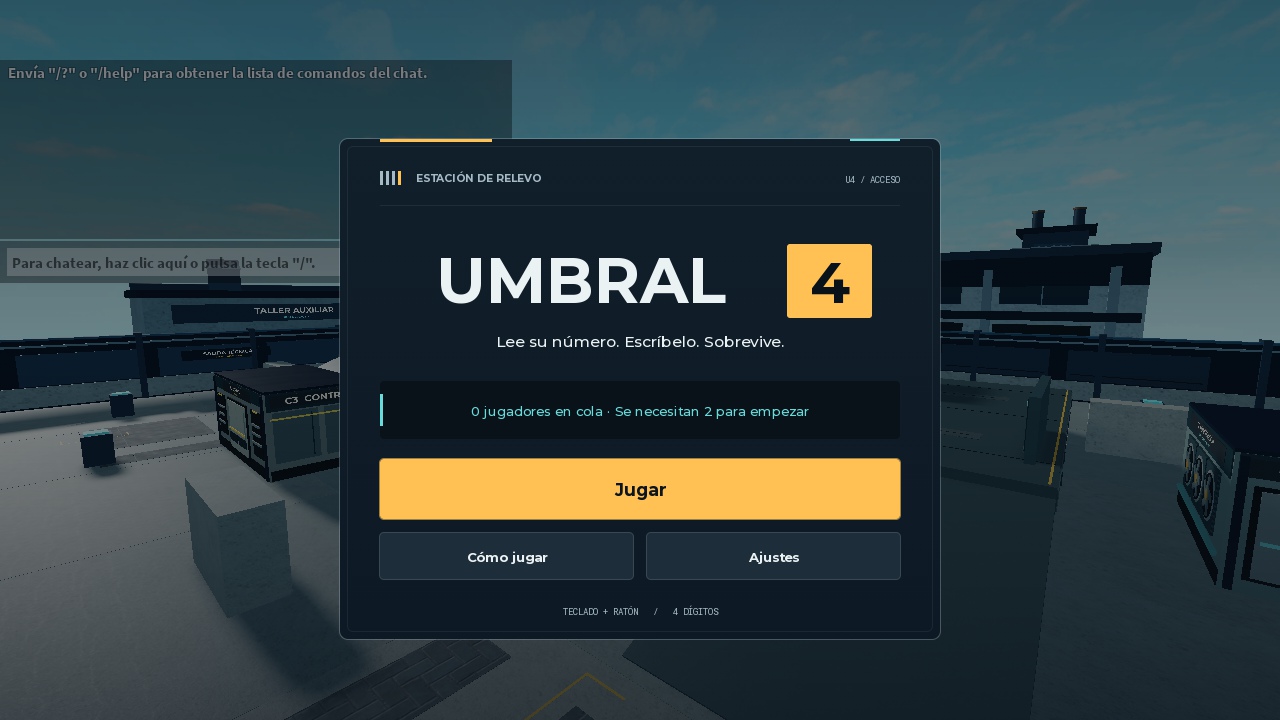 Envía "/?" o "/help" para obtener la lista de comandos del chat.
Para chatear, haz clic aquí o pulsa la tecla "/".
ESTACIÓN DE RELEVO
U4 / ACCESO
UMBRAL 4
Lee su número. Escríbelo. Sobrevive.
0 jugadores en cola · Se necesitan 2 para empezar
Jugar
Cómo jugar
Ajustes
TECLADO + RATÓN / 4 DÍGITOS
TALLER AUXILIAR
C3 CONTR